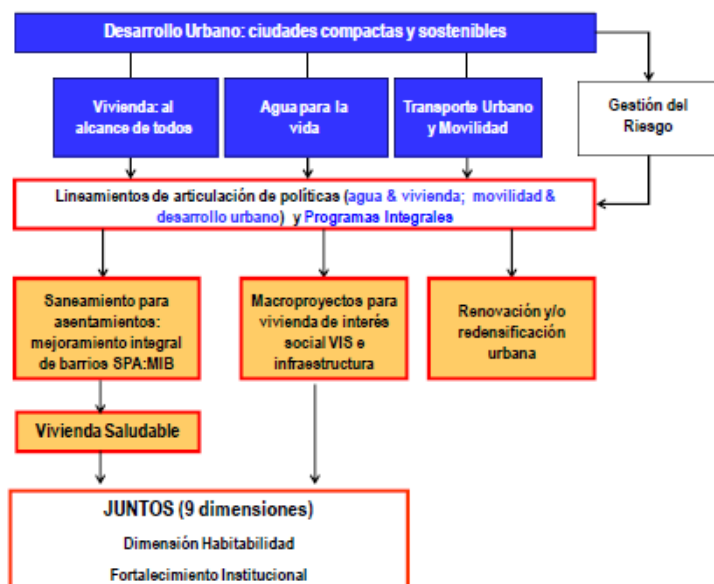 Desarrollo Urbano: ciudades compactas y sostenibles
Vivienda: al
alcance de todos
Agua para la
vida
Transporte Urbano
y Movilidad
Gestión del
Riesgo
Lineamientos de articulación de políticas (agua & vivienda; movilidad &
desarrollo urbano) y Programas Integrales
Saneamiento para
asentamientos:
mejoramiento integral
de barrios SPA:MIB
Macroproyectos para
vivienda de interés
social VIS e
infraestructura
Renovación y/o
redensificación
urbana
Vivienda Saludable
JUNTOS (9 dimensiones)
Dimensión Habitabilidad
Fortalecimiento Institucional